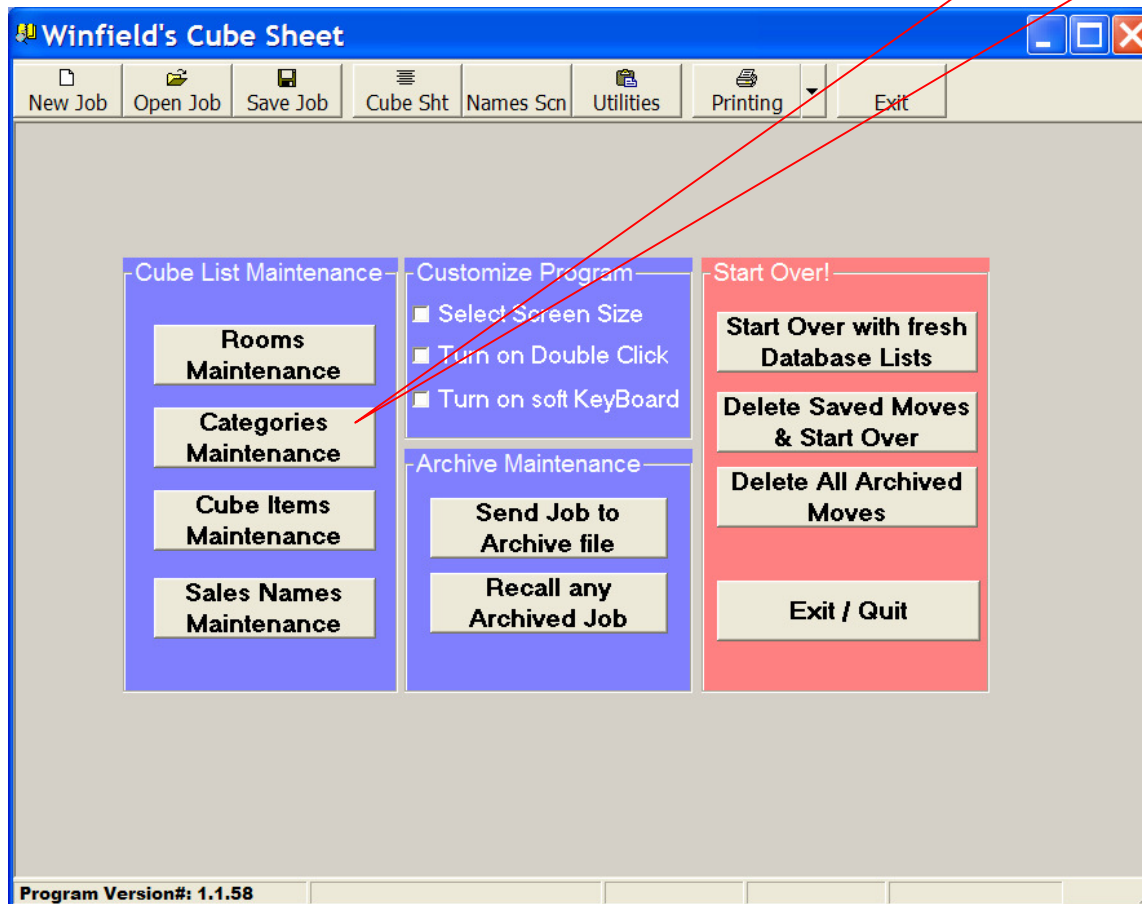 Winfield's Cube Sheet
New Job Open Job Save Job Cube Sht Names Scn Utilities Printing Exit
Cube List Maintenance
Rooms
Maintenance
Categories
Maintenance
Cube Items
Maintenance
Sales Names
Maintenance
Customize Program
Select Screen Size
Turn on Double Click
Turn on soft KeyBoard
Archive Maintenance
Send Job to
Archive file
Recall any
Archived Job
Start Over!
Start Over with fresh
Database Lists
Delete Saved Moves
& Start Over
Delete All Archived
Moves
Exit / Quit
Program Version#: 1.1.58